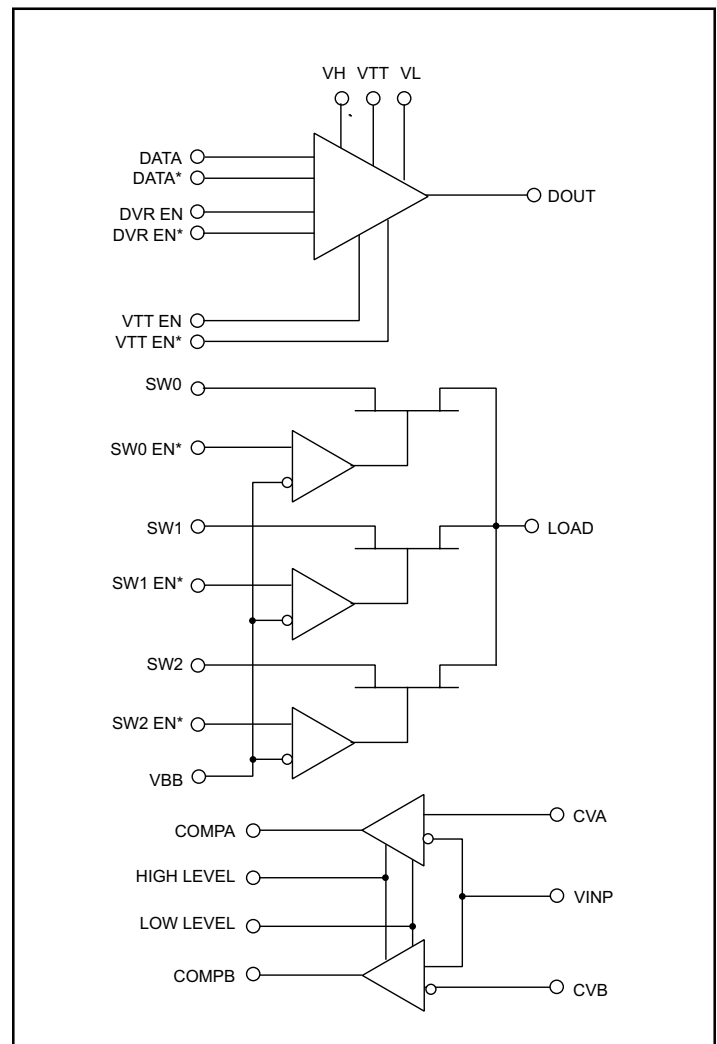 VH VTT VL
DATA
DATA*
DVR EN
DVR EN*
DOUT
VTT EN
VTT EN*
SW0
SW0 EN*
SW1
LOAD
SW1 EN*
SW2
SW2 EN*
VBB
COMPA
CVA
HIGH LEVEL
VINP
LOW LEVEL
COMPB
CVB